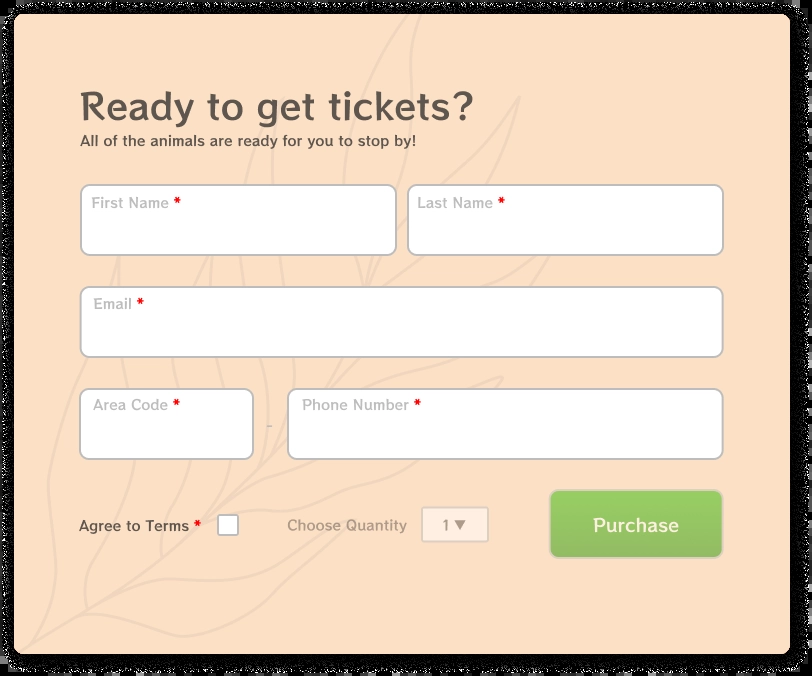 Ready to get tickets?
All of the animals are ready for you to stop by!
First Name * Last Name *
Email *
Area Code * - Phone Number *
Agree to Terms * Choose Quantity 1 ▼ Purchase